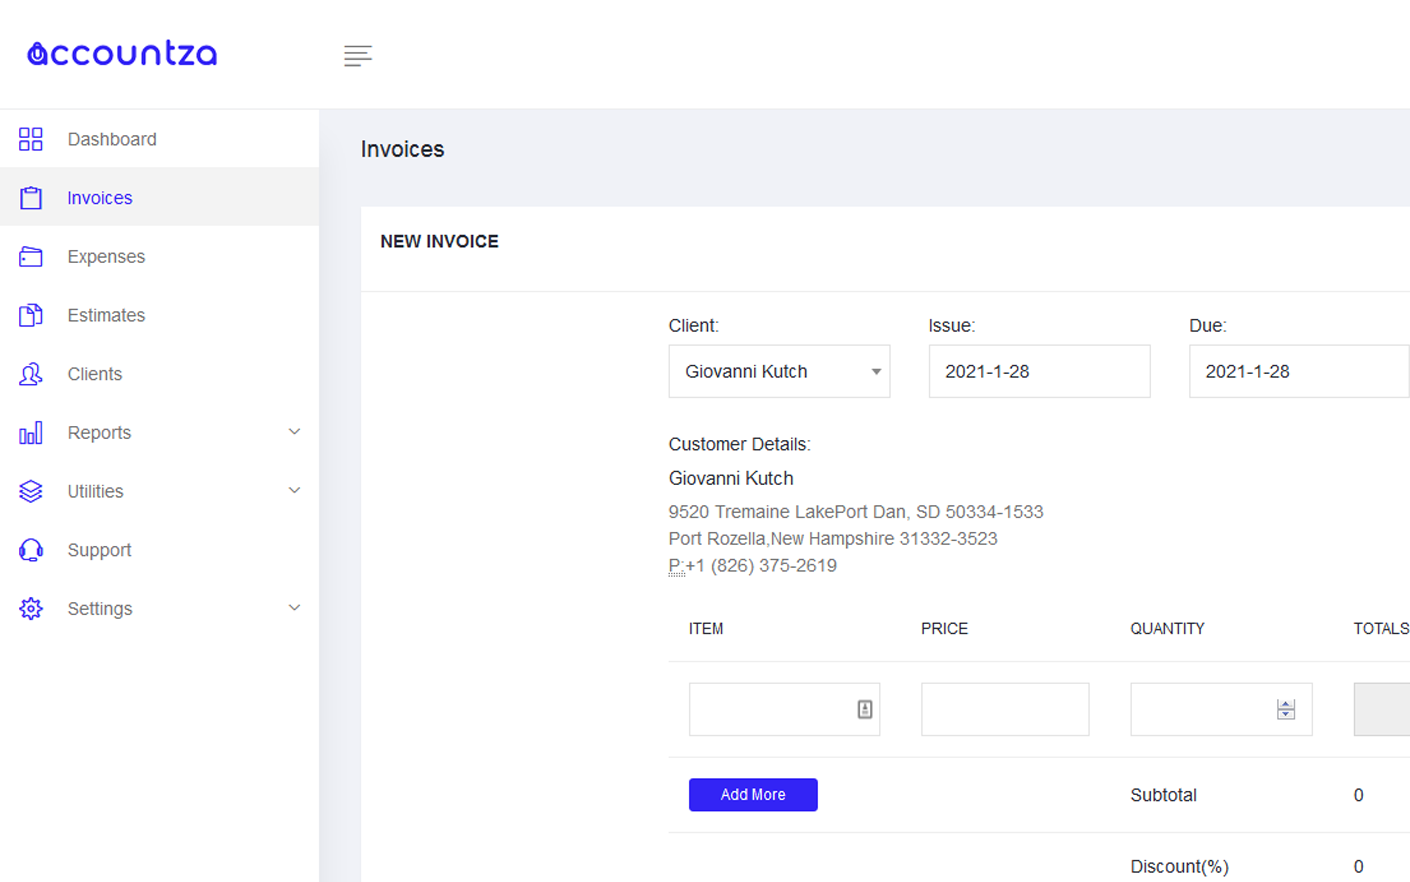 accountza
Dashboard
Invoices
Expenses
Estimates
Clients
Reports
Utilities
Support
Settings
Invoices
NEW INVOICE
Client: Issue: Due:
Giovanni Kutch 2021-1-28 2021-1-28
Customer Details:
Giovanni Kutch
9520 Tremaine LakePort Dan, SD 50334-1533
Port Rozella,New Hampshire 31332-3523
P:+1 (826) 375-2619
ITEM PRICE QUANTITY TOTALS
Add More Subtotal 0
Discount(%) 0